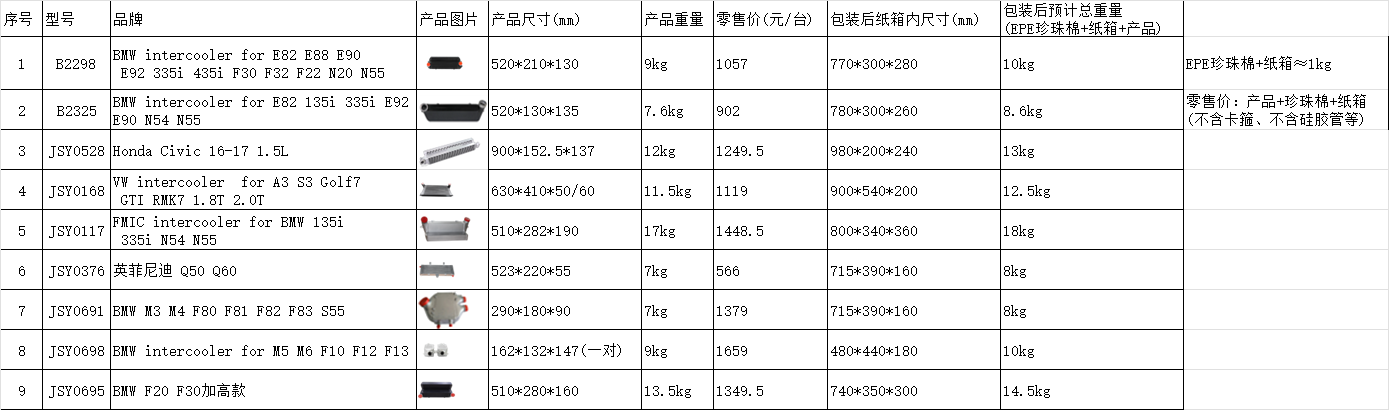 序号 型号 品牌 产品图片 产品尺寸(mm) 产品重量 零售价(元/台) 包装后纸箱内尺寸(mm) 包装后预计总重量
(EPE珍珠棉+纸箱+产品)
1 B2298 BMW intercooler for E82 E88 E90
E92 335i 435i F30 F32 F22 N20 N55 520*210*130 9kg 1057 770*300*280 10kg EPE珍珠棉+纸箱≈1kg
2 B2325 BMW intercooler for E82 135i 335i E92
E90 N54 N55 520*130*135 7.6kg 902 780*300*260 8.6kg 零售价：产品+珍珠棉+纸箱
(不含卡箍、不含硅胶管等)
3 JSY0528 Honda Civic 16-17 1.5L 900*152.5*137 12kg 1249.5 980*200*240 13kg
4 JSY0168 VW intercooler for A3 S3 Golf7
GTI RMK7 1.8T 2.0T 630*410*50/60 11.5kg 1119 900*540*200 12.5kg
5 JSY0117 FMIC intercooler for BMW 135i
335i N54 N55 510*282*190 17kg 1448.5 800*340*360 18kg
6 JSY0376 英菲尼迪 Q50 Q60 523*220*55 7kg 566 715*390*160 8kg
7 JSY0691 BMW M3 M4 F80 F81 F82 F83 S55 290*180*90 7kg 1379 715*390*160 8kg
8 JSY0698 BMW intercooler for M5 M6 F10 F12 F13 162*132*147(一对) 9kg 1659 480*440*180 10kg
9 JSY0695 BMW F20 F30加高款 510*280*160 13.5kg 1349.5 740*350*300 14.5kg